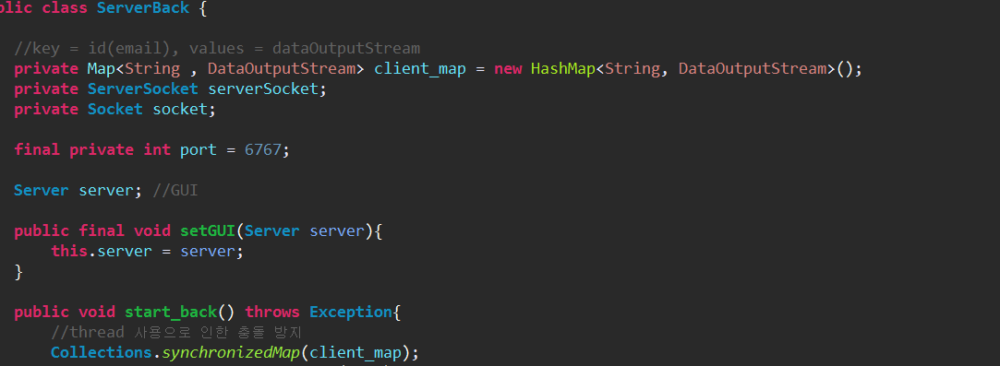 blic class ServerBack {
//key = id(email), values = dataOutputStream
private Map<String , DataOutputStream> client_map = new HashMap<String, DataOutputStream>();
private ServerSocket serverSocket;
private Socket socket;
final private int port = 6767;
Server server; //GUI
public final void setGUI(Server server){
this.server = server;
}
public void start_back() throws Exception{
//thread 사용으로 인한 충돌 방지
Collections.synchronizedMap(client_map);